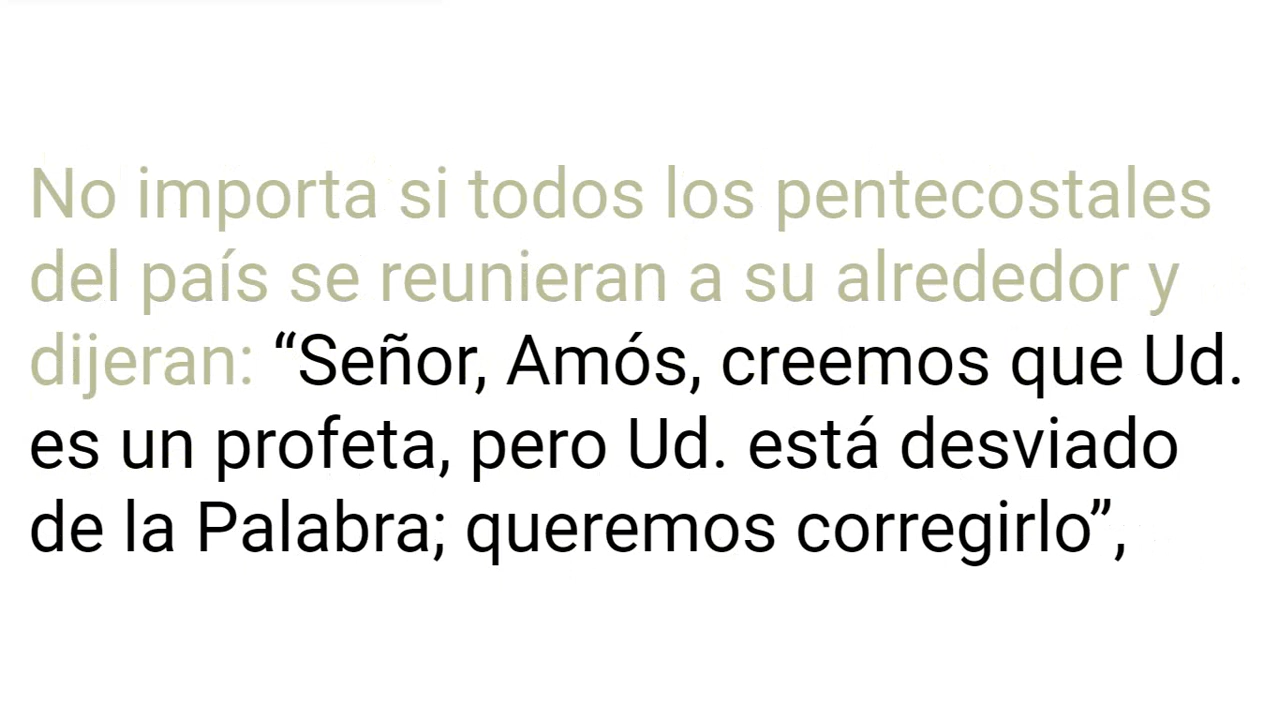 No importa si todos los pentecostales
del país se reunieran a su alrededor y
dijeran: “Señor, Amós, creemos que Ud.
es un profeta, pero Ud. está desviado
de la Palabra; queremos corregirlo”,